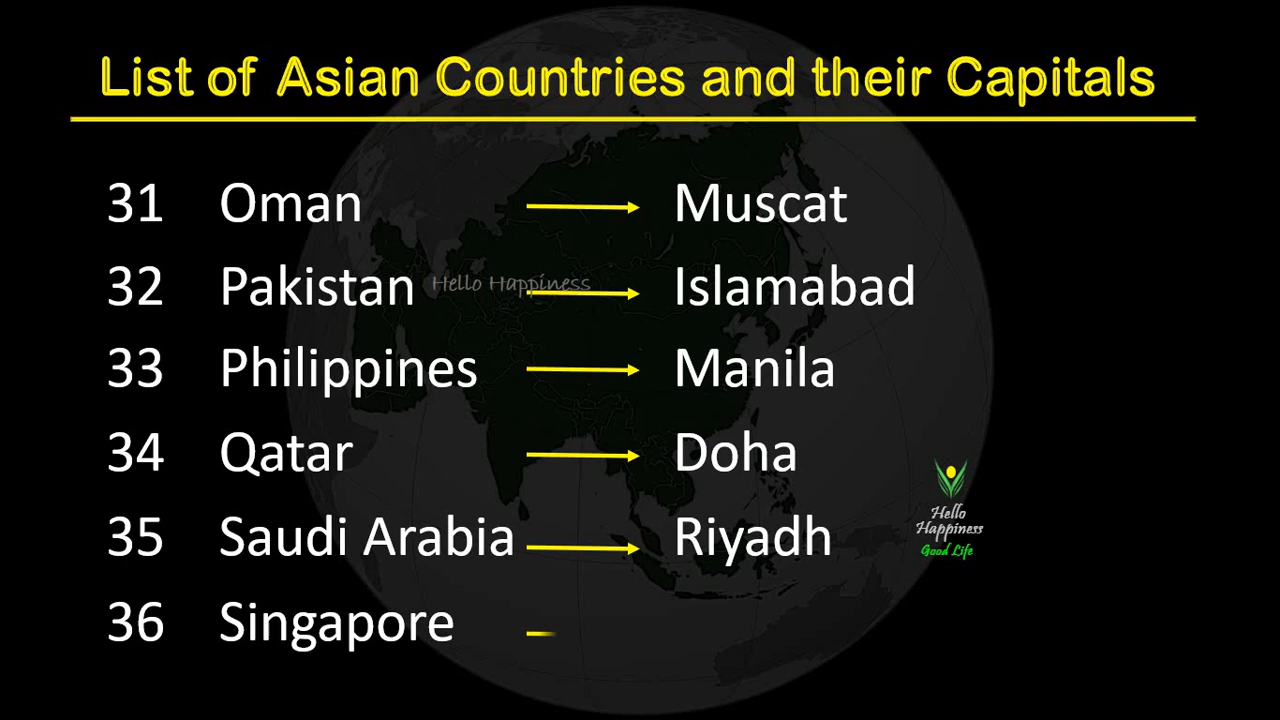 List of Asian Countries and their Capitals
31 Oman Muscat
32 Pakistan Islamabad
Hello Happiness
33 Philippines Manila
34 Qatar Doha
35 Saudi Arabia Riyadh
Hello
Happiness
Good Life
36 Singapore